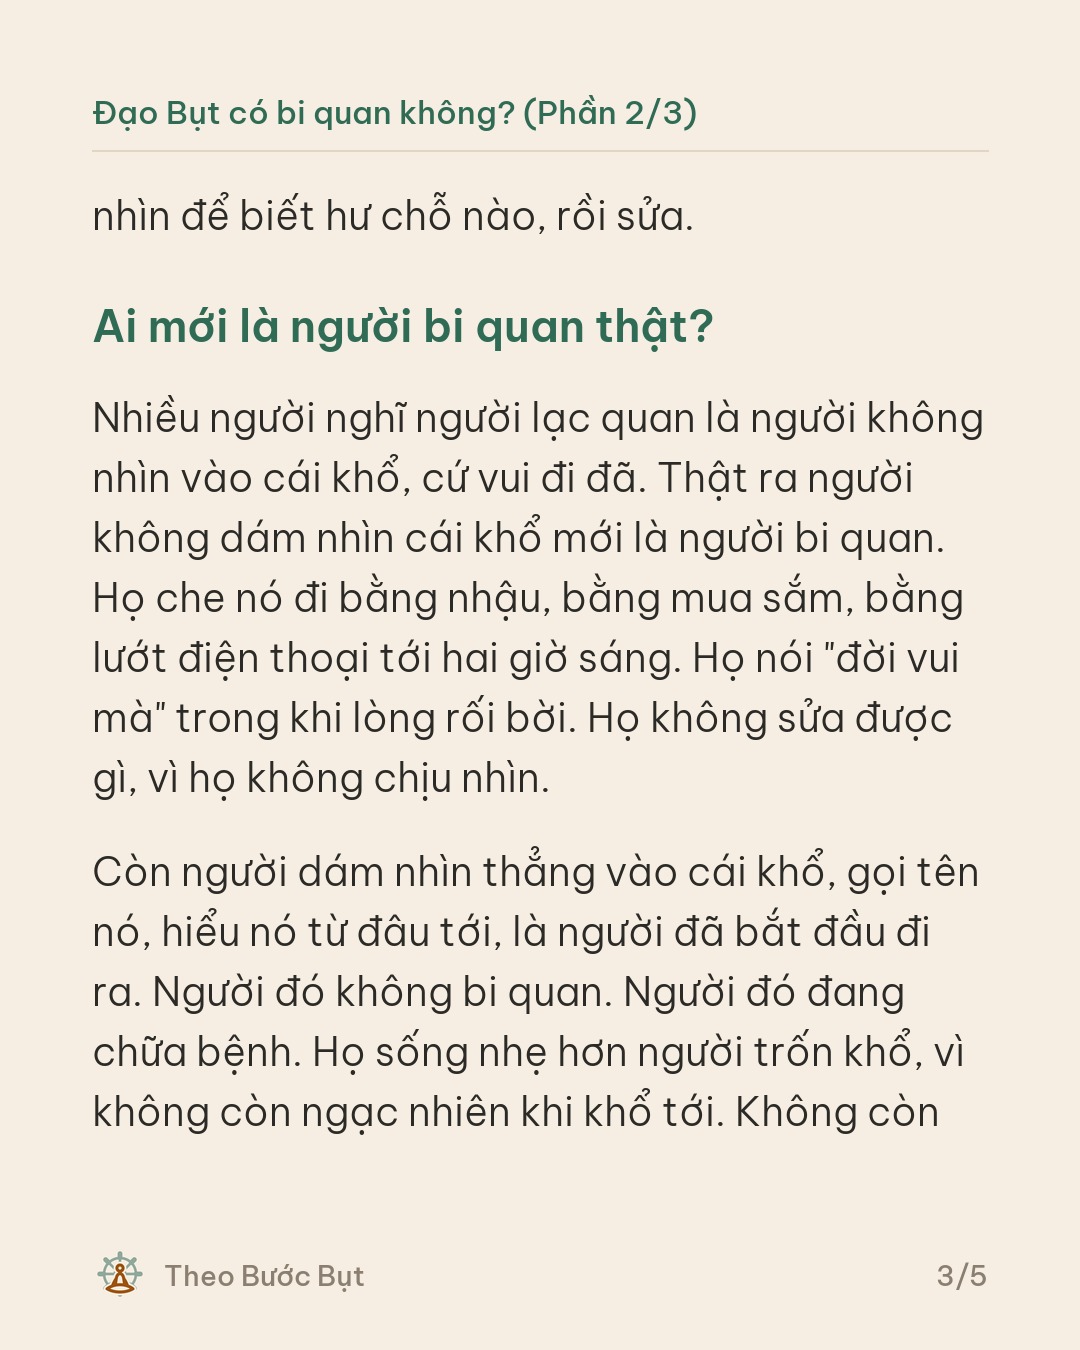 Đạo Bụt có bi quan không? (Phần 2/3)
nhìn để biết hư chỗ nào, rồi sửa.
Ai mới là người bi quan thật?
Nhiều người nghĩ người lạc quan là người không
nhìn vào cái khổ, cứ vui đi đã. Thật ra người
không dám nhìn cái khổ mới là người bi quan.
Họ che nó đi bằng nhậu, bằng mua sắm, bằng
lướt điện thoại tới hai giờ sáng. Họ nói "đời vui
mà" trong khi lòng rối bời. Họ không sửa được
gì, vì họ không chịu nhìn.
Còn người dám nhìn thẳng vào cái khổ, gọi tên
nó, hiểu nó từ đâu tới, là người đã bắt đầu đi
ra. Người đó không bi quan. Người đó đang
chữa bệnh. Họ sống nhẹ hơn người trốn khổ, vì
không còn ngạc nhiên khi khổ tới. Không còn
Theo Bước Bụt
3/5